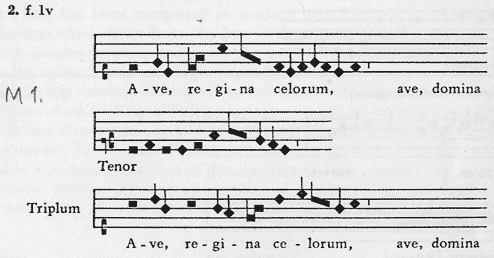 2. f. 1v
M 1.
A - ve, re - gi - na celorum, ave, domina
Tenor
Triplum
A - ve, re - gi - na ce - lorum, ave, domina